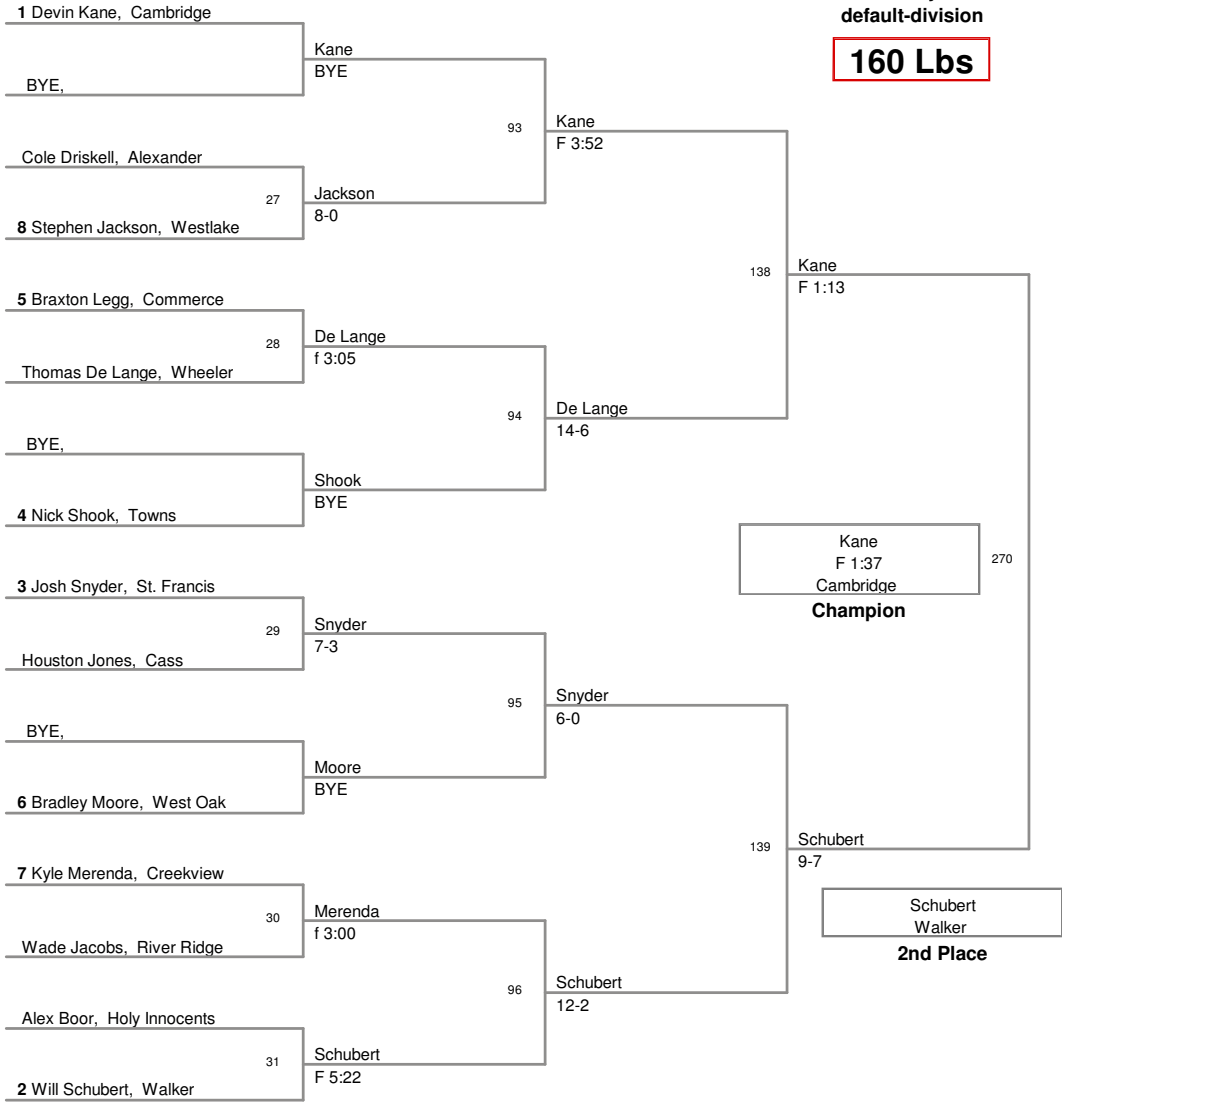 default-division
160 Lbs
1 Devin Kane, Cambridge
Kane
BYE
BYE,
93
Kane
F 3:52
Cole Driskell, Alexander
27
Jackson
8-0
8 Stephen Jackson, Westlake
138
Kane
F 1:13
5 Braxton Legg, Commerce
28
De Lange
f 3:05
Thomas De Lange, Wheeler
94
De Lange
14-6
BYE,
Shook
BYE
4 Nick Shook, Towns
Kane
F 1:37
Cambridge
Champion
270
3 Josh Snyder, St. Francis
29
Snyder
7-3
Houston Jones, Cass
95
Snyder
6-0
BYE,
Moore
BYE
6 Bradley Moore, West Oak
139
Schubert
9-7
7 Kyle Merenda, Creekview
30
Merenda
f 3:00
Wade Jacobs, River Ridge
Schubert
Walker
2nd Place
96
Schubert
12-2
Alex Boor, Holy Innocents
31
Schubert
F 5:22
2 Will Schubert, Walker